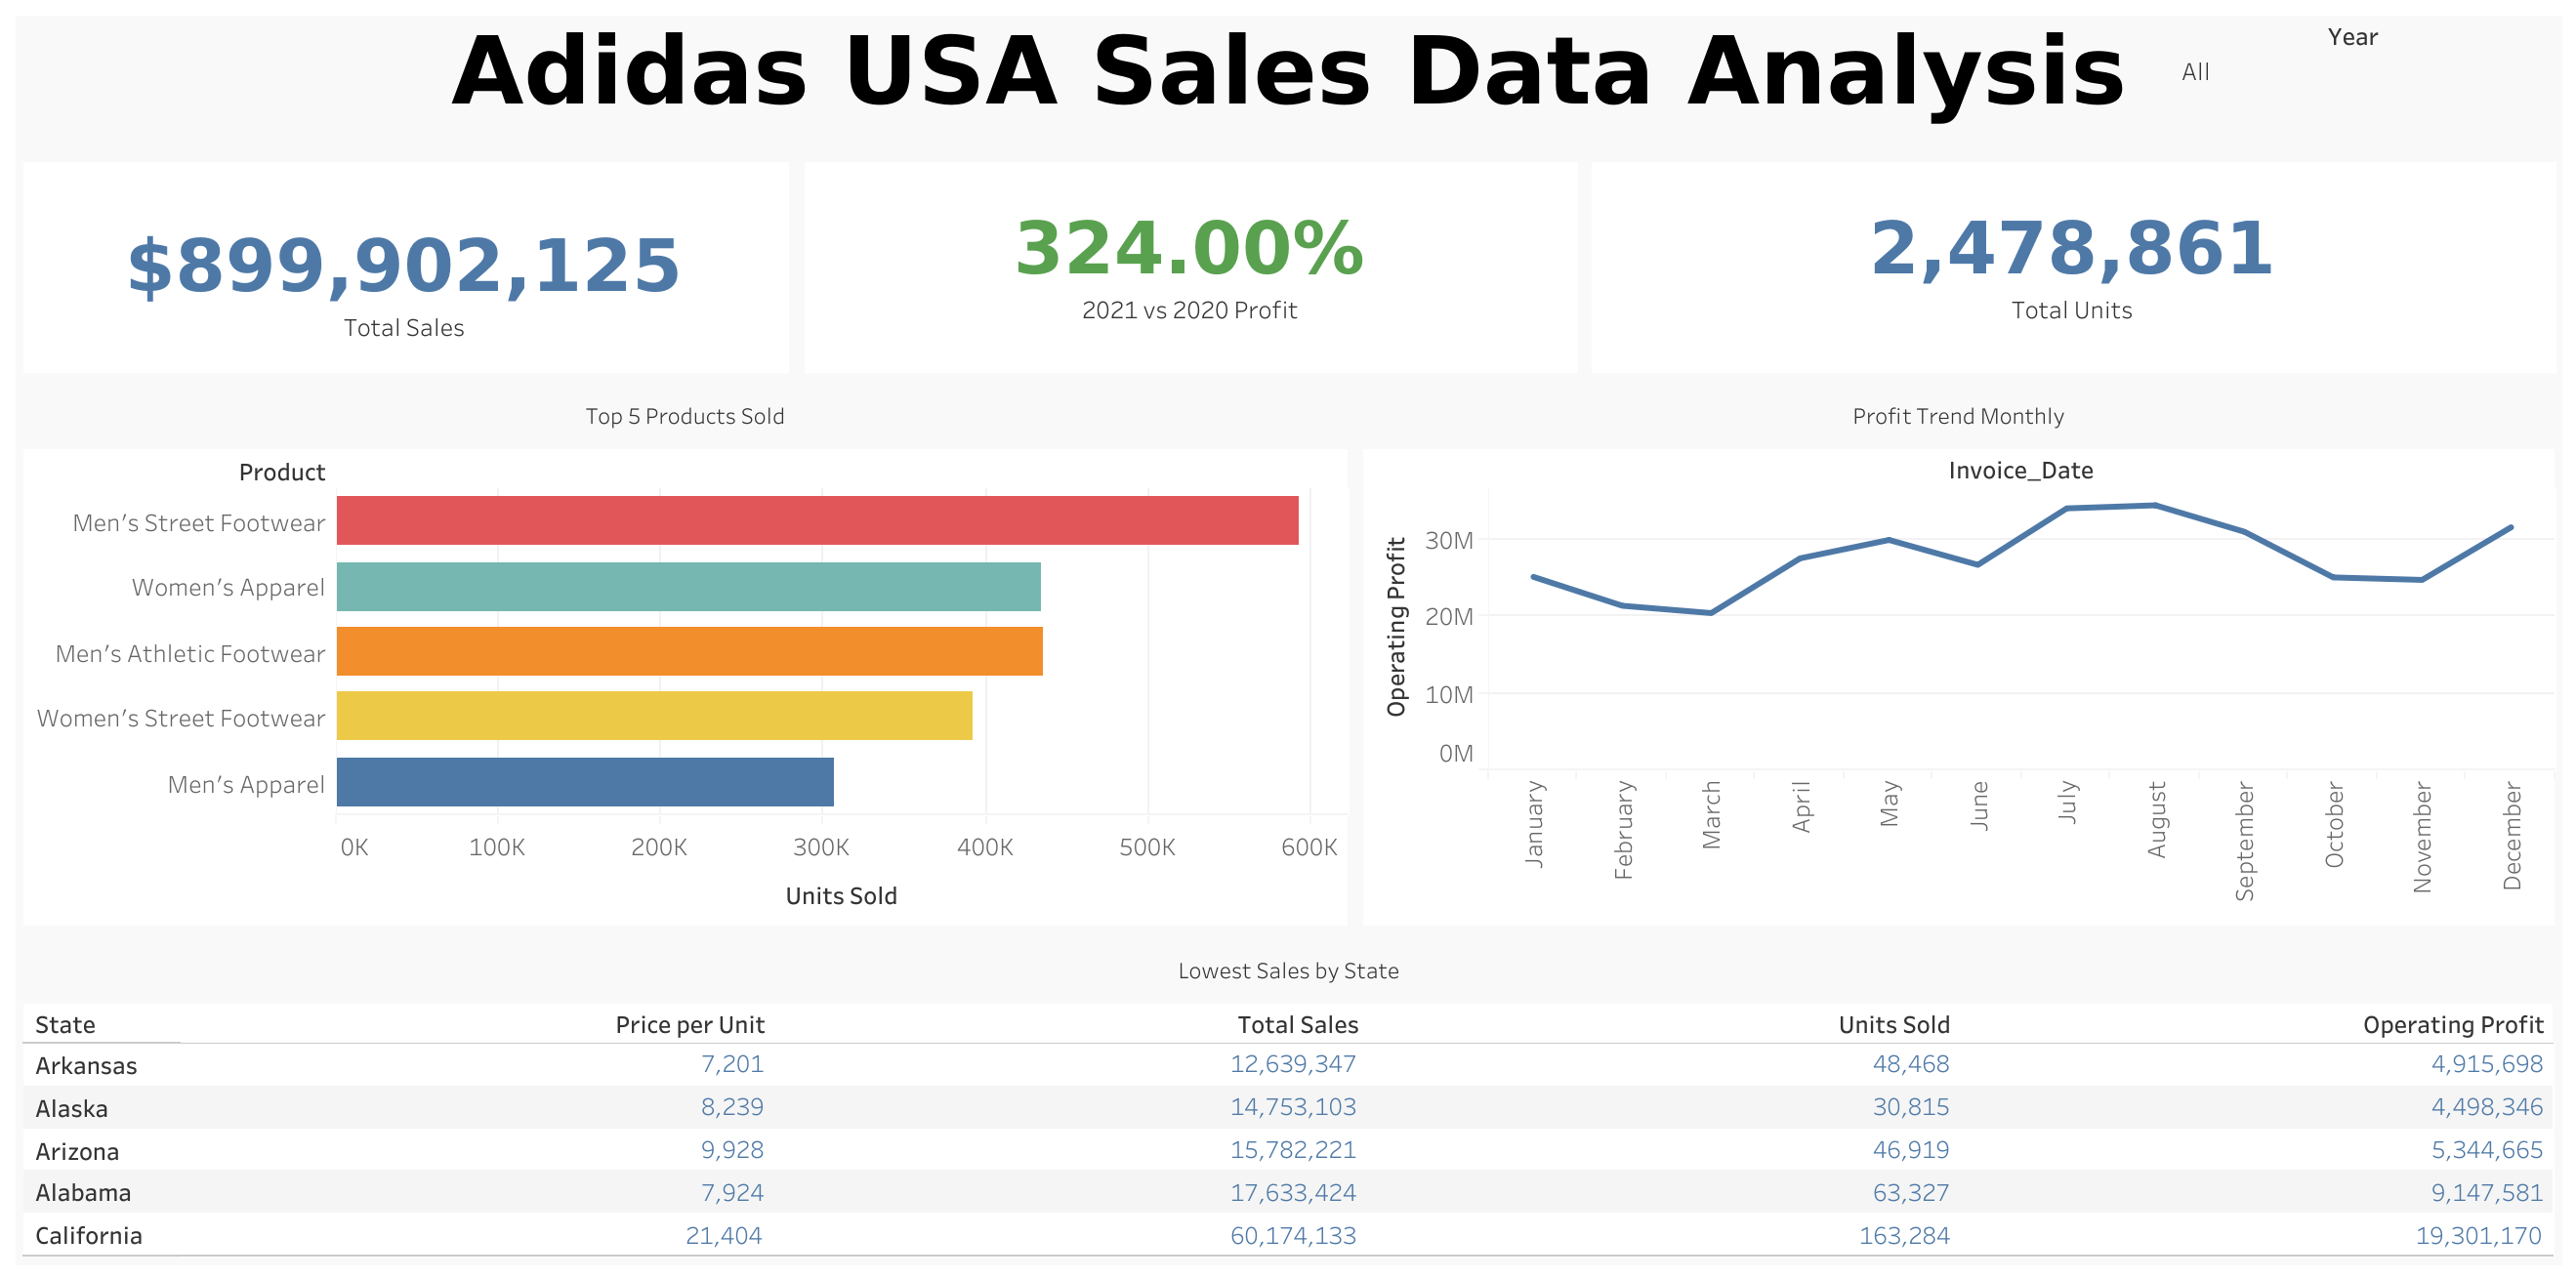 Adidas USA Sales Data Analysis
Year
All
$899,902,125
Total Sales
324.00%
2021 vs 2020 Profit
2,478,861
Total Units
Top 5 Products Sold
Product
Men's Street Footwear
Women's Apparel
Men's Athletic Footwear
Women's Street Footwear
Men's Apparel
0K 100K 200K 300K 400K 500K 600K
Units Sold
Profit Trend Monthly
Invoice_Date
Operating Profit
30M
20M
10M
0M
January February March April May June July August September October November December
Lowest Sales by State
State Price per Unit Total Sales Units Sold Operating Profit
Arkansas 7,201 12,639,347 48,468 4,915,698
Alaska 8,239 14,753,103 30,815 4,498,346
Arizona 9,928 15,782,221 46,919 5,344,665
Alabama 7,924 17,633,424 63,327 9,147,581
California 21,404 60,174,133 163,284 19,301,170